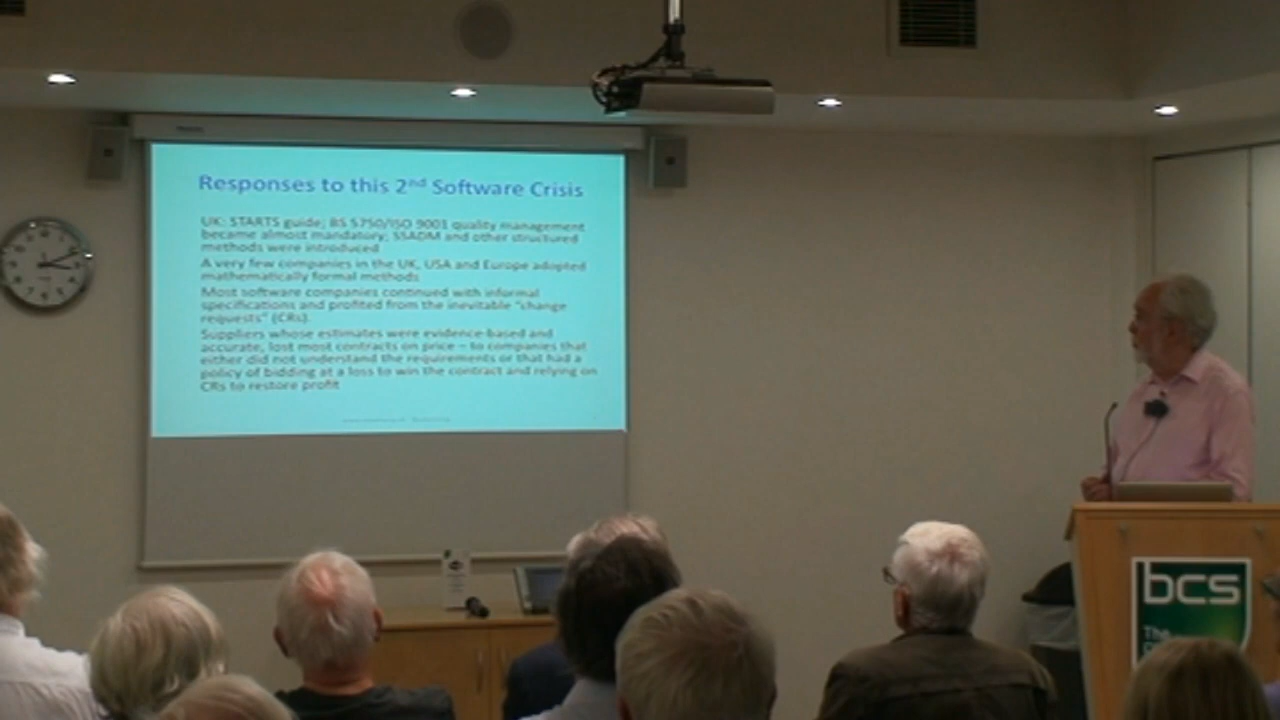 Responses to this 2nd Software Crisis
UK: STARTS guide; BS 5750/ISO 9001 quality management
became almost mandatory; SSADM and other structured
methods were introduced
A very few companies in the UK, USA and Europe adopted
mathematically formal methods
Most software companies continued with informal
specifications and profited from the inevitable "change
requests" (CRs).
Suppliers whose estimates were evidence-based and
accurate, lost most contracts on price – to companies that
either did not understand the requirements or that had a
policy of bidding at a loss to win the contract and relying on
CRs to restore profit
bcs
The